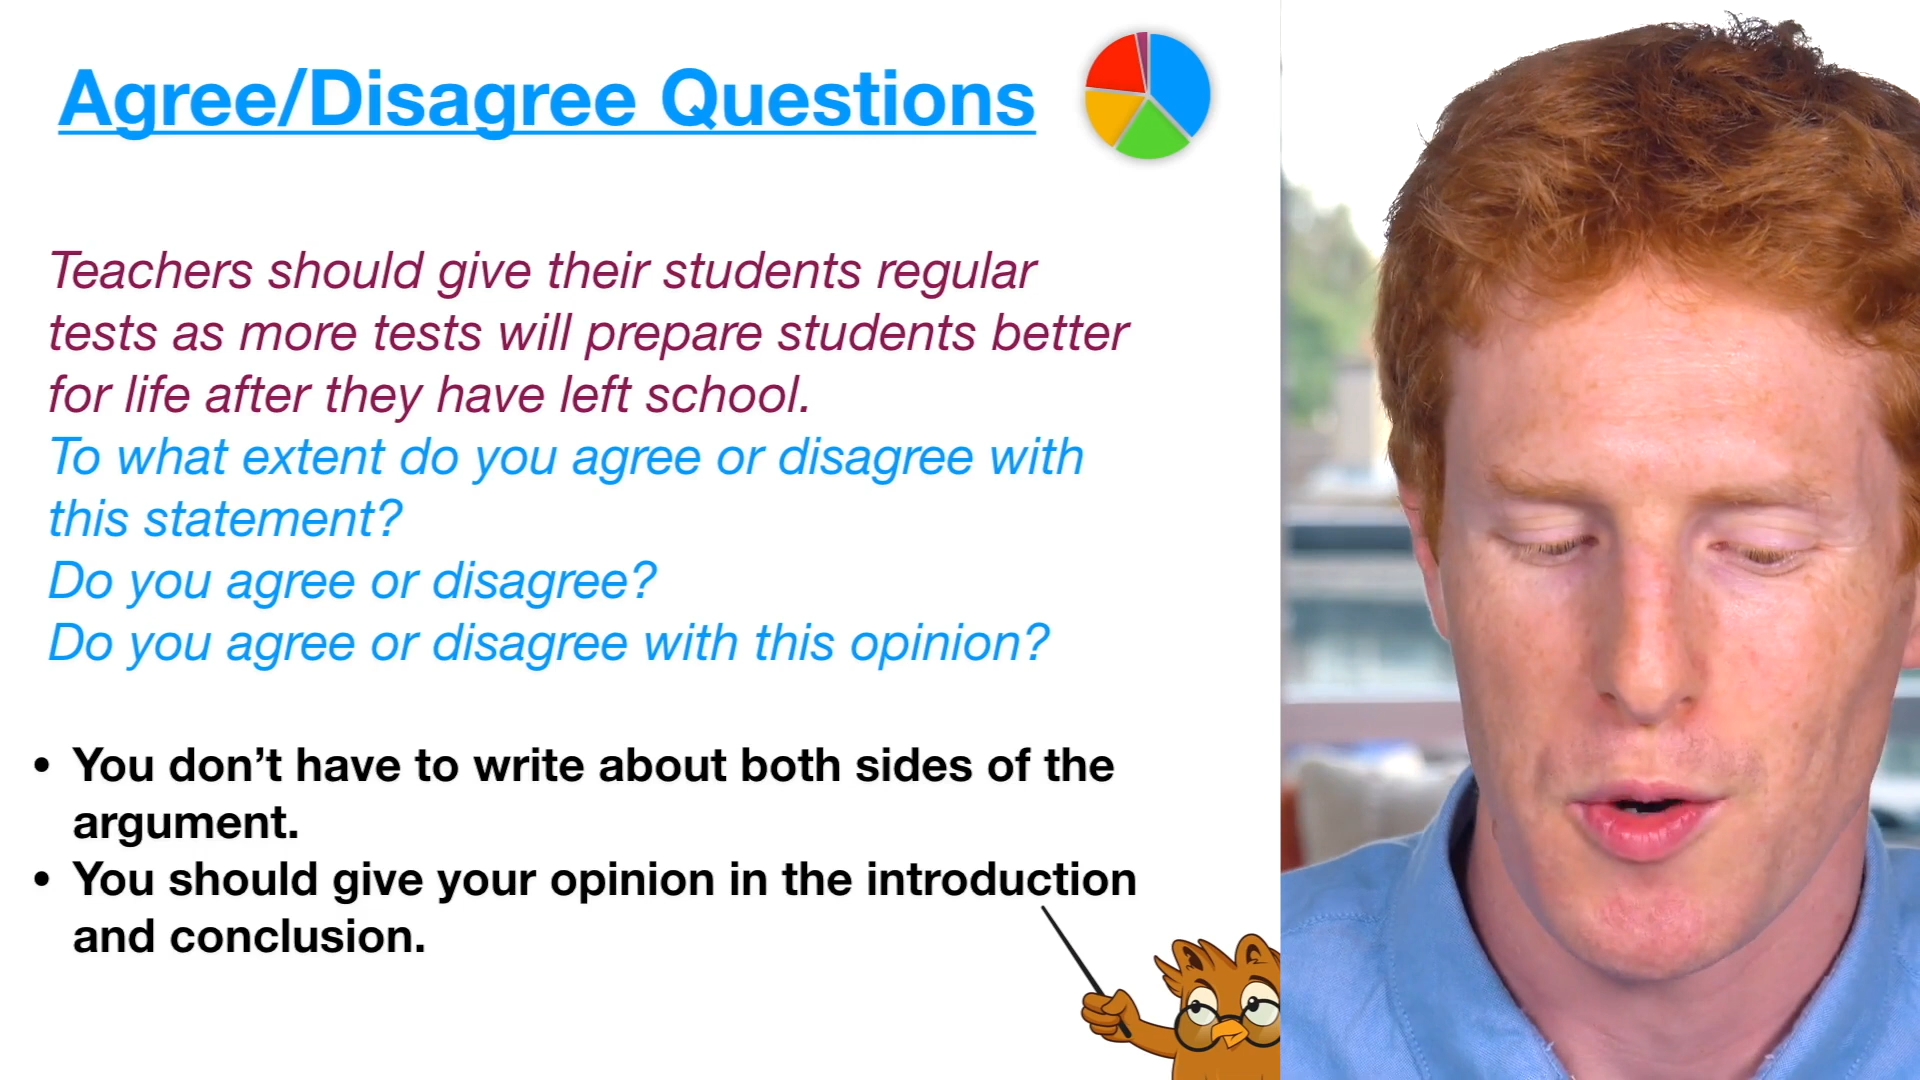 Agree/Disagree Questions
Teachers should give their students regular
tests as more tests will prepare students better
for life after they have left school.
To what extent do you agree or disagree with
this statement?
Do you agree or disagree?
Do you agree or disagree with this opinion?
• You don’t have to write about both sides of the
argument.
• You should give your opinion in the introduction
and conclusion.